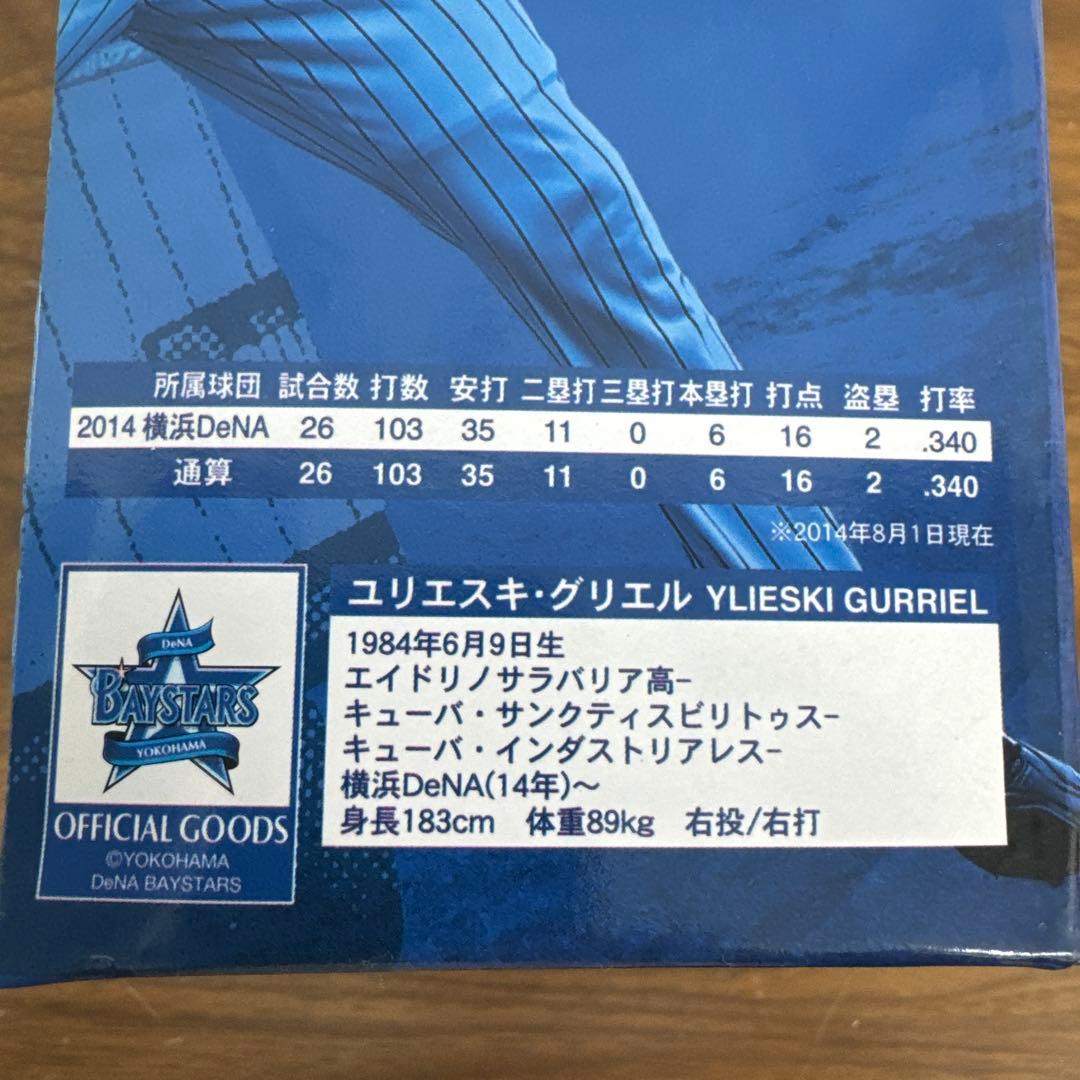 所属球団 試合数 打数 安打 二塁打 三塁打 本塁打 打点 盗塁 打率
2014 横浜DeNA 26 103 35 11 0 6 16 2 .340
通算 26 103 35 11 0 6 16 2 .340
※2014年8月1日現在
ユリエスキ・グリエル YLIESKI GURRIEL
1984年6月9日生
エイドリノサラバリア高-
キューバ・サンクティスピリトゥス-
キューバ・インダストリアレス-
横浜DeNA(14年)～
身長183cm 体重89kg 右投/右打
DeNA
BAYSTARS
YOKOHAMA
OFFICIAL GOODS
©YOKOHAMA
DeNA BAYSTARS